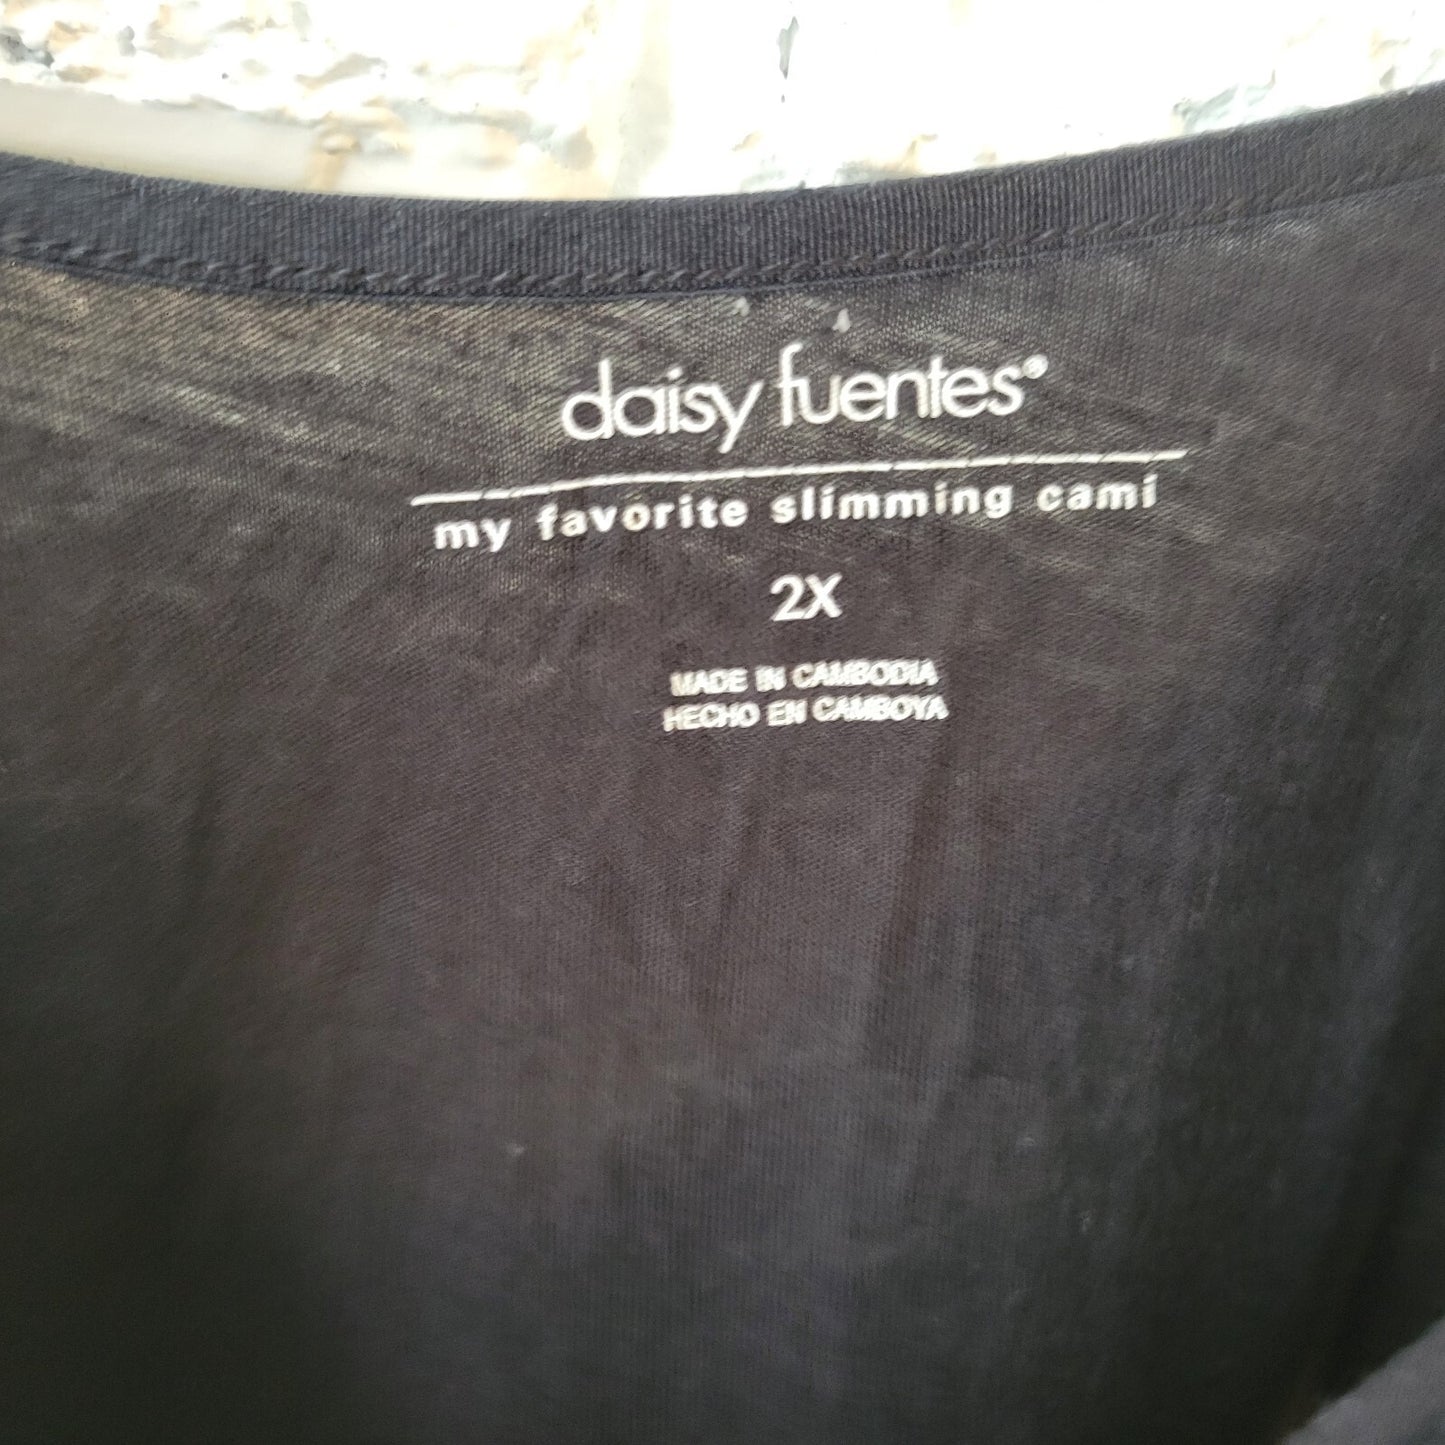 daisy fuentes®
my favorite slimming cami
2X
MADE IN CAMBODIA
HECHO EN CAMBOYA